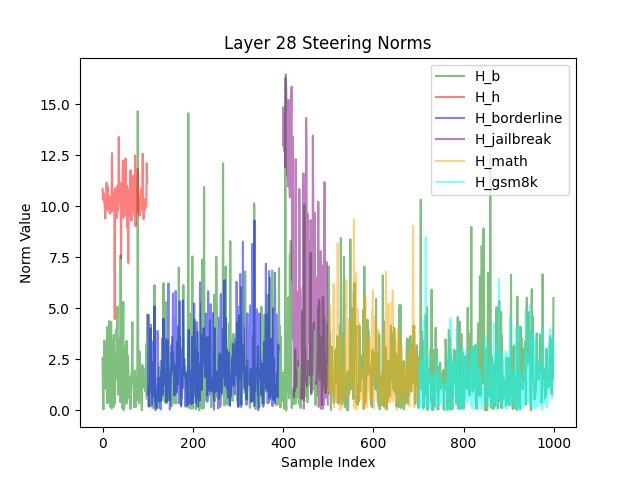 Layer 28 Steering Norms
H_b
H_h
H_borderline
H_jailbreak
H_math
H_gsm8k
Norm Value
15.0
12.5
10.0
7.5
5.0
2.5
0.0
0 200 400 600 800 1000
Sample Index